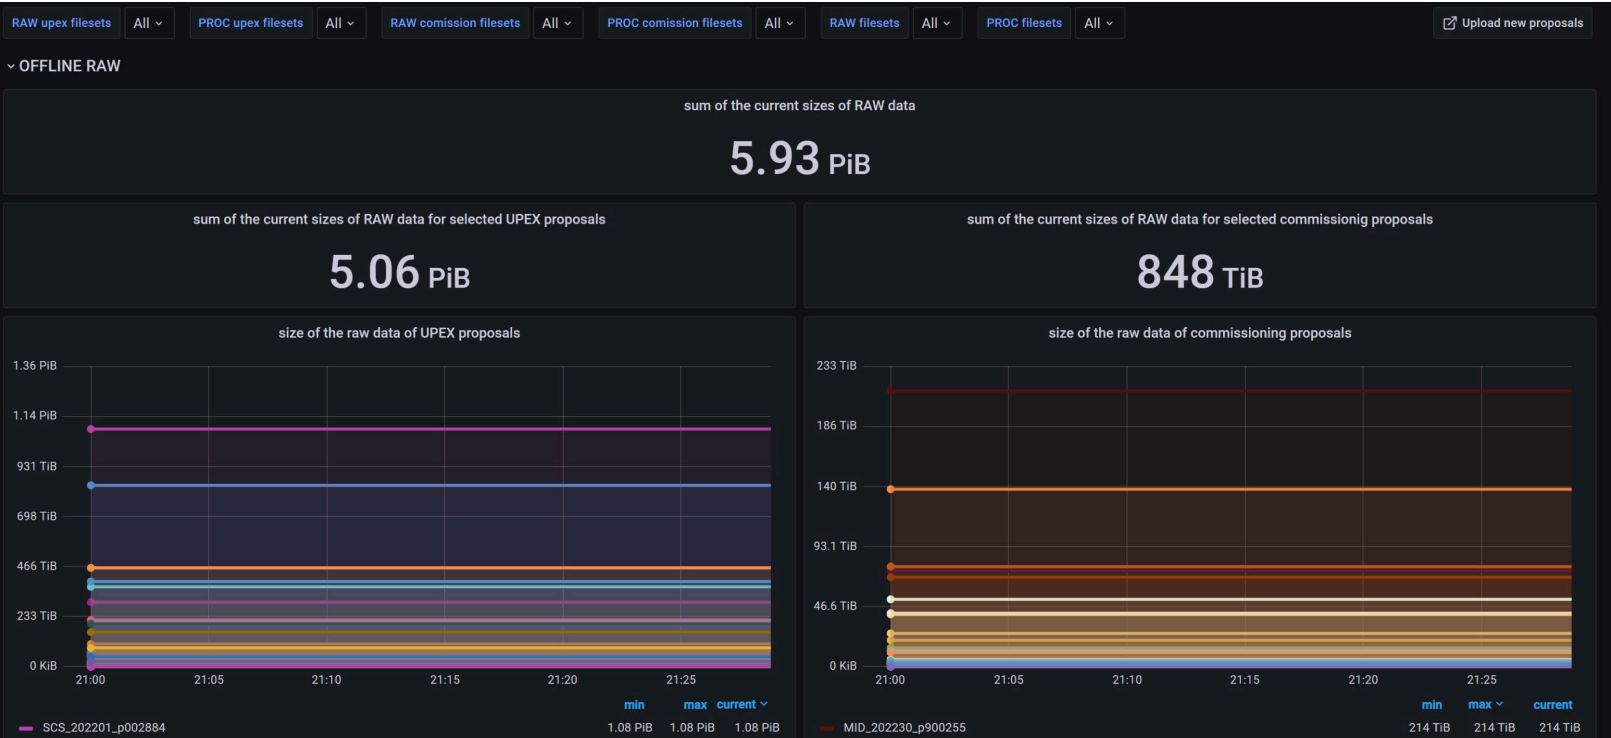 RAW upex filesets All PROC upex filesets All RAW comission filesets All PROC comission filesets All RAW filesets All PROC filesets All Upload new proposals
OFFLINE RAW
sum of the current sizes of RAW data
5.93 PiB
sum of the current sizes of RAW data for selected UPEX proposals
5.06 PiB
sum of the current sizes of RAW data for selected commissionig proposals
848 TiB
size of the raw data of UPEX proposals
1.36 PiB
1.14 PiB
931 TiB
698 TiB
466 TiB
233 TiB
0 KiB
21:00 21:05 21:10 21:15 21:20 21:25
min max current
SCS_202201_p002884 1.08 PiB 1.08 PiB 1.08 PiB
size of the raw data of commissioning proposals
233 TiB
186 TiB
140 TiB
93.1 TiB
46.6 TiB
0 KiB
21:00 21:05 21:10 21:15 21:20 21:25
min max current
MID_202230_p900255 214 TiB 214 TiB 214 TiB